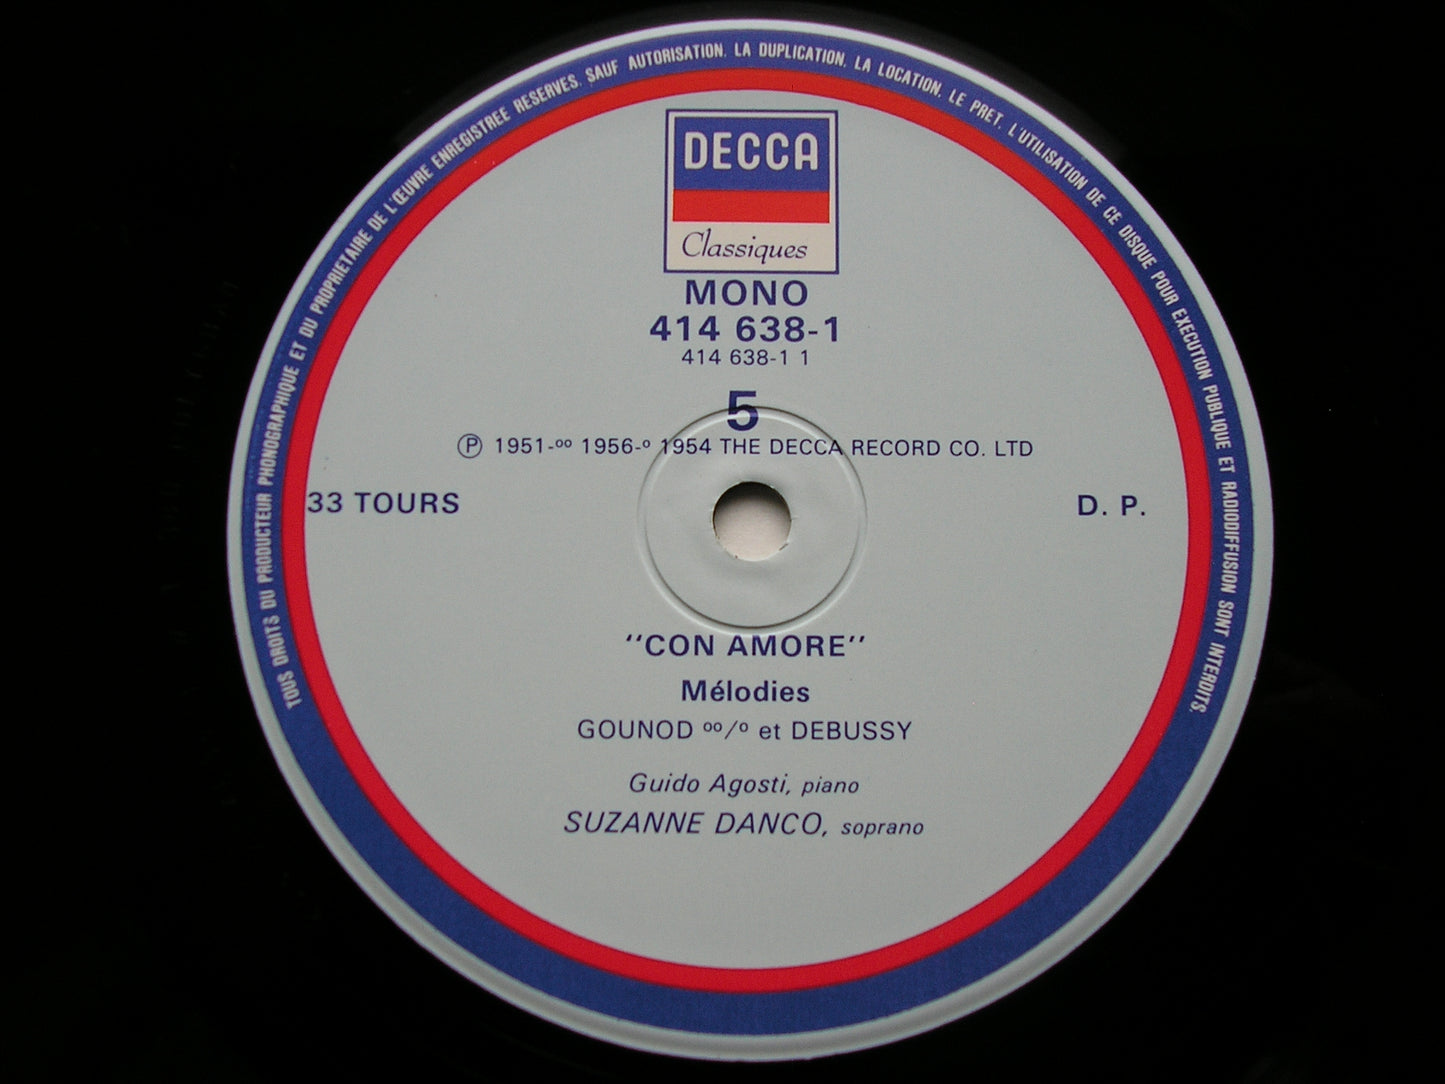 TOUS DROITS DU PRODUCTEUR PHONOGRAPHIQUE ET DU PROPRIETAIRE DE L'ŒUVRE ENREGISTREE RESERVES. SAUF AUTORISATION. LA DUPLICATION, LA LOCATION, LE PRET, L'UTILISATION DE CE DISQUE POUR EXECUTION PUBLIQUE ET RADIODIFFUSION SONT INTERDITS.
DECCA
Classiques
MONO
414 638-1
414 638-1 1
5
Ⓟ 1951-ºº 1956-º 1954 THE DECCA RECORD CO. LTD
33 TOURS
D. P.
"CON AMORE"
Mélodies
GOUNOD ºº/º et DEBUSSY
Guido Agosti, piano
SUZANNE DANCO, soprano